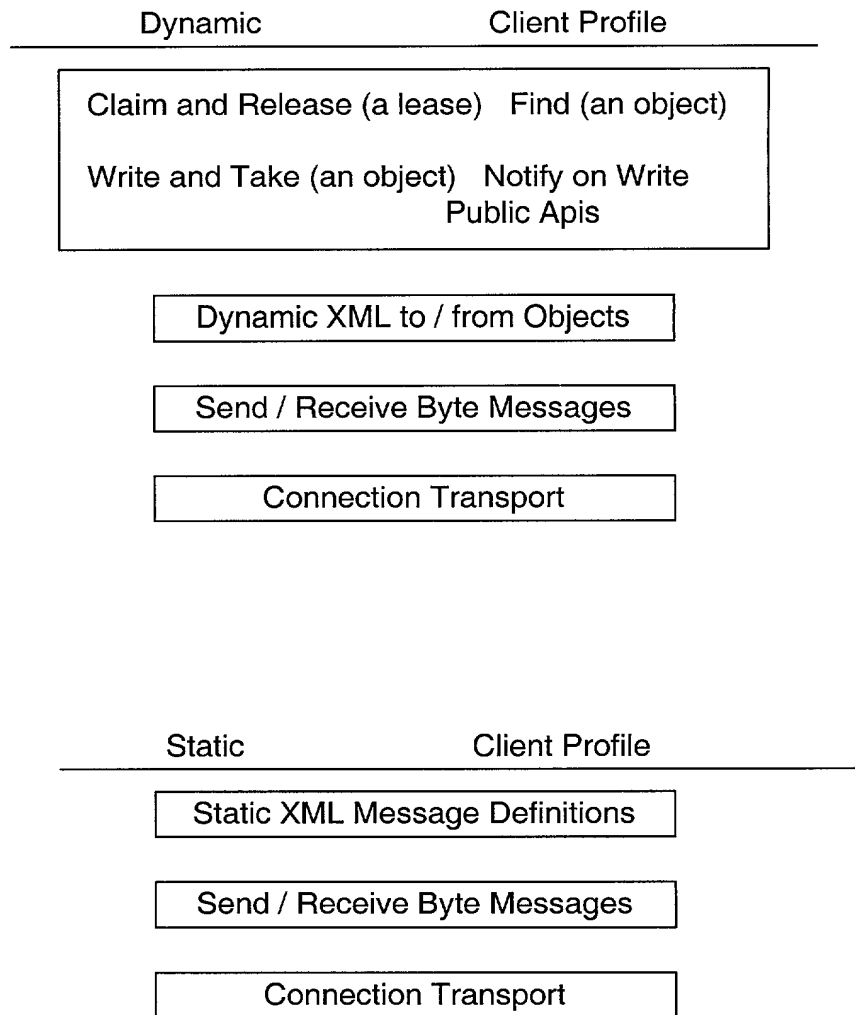 Dynamic Client Profile
Claim and Release (a lease) Find (an object)
Write and Take (an object) Notify on Write
Public Apis
Dynamic XML to / from Objects
Send / Receive Byte Messages
Connection Transport
Static Client Profile
Static XML Message Definitions
Send / Receive Byte Messages
Connection Transport